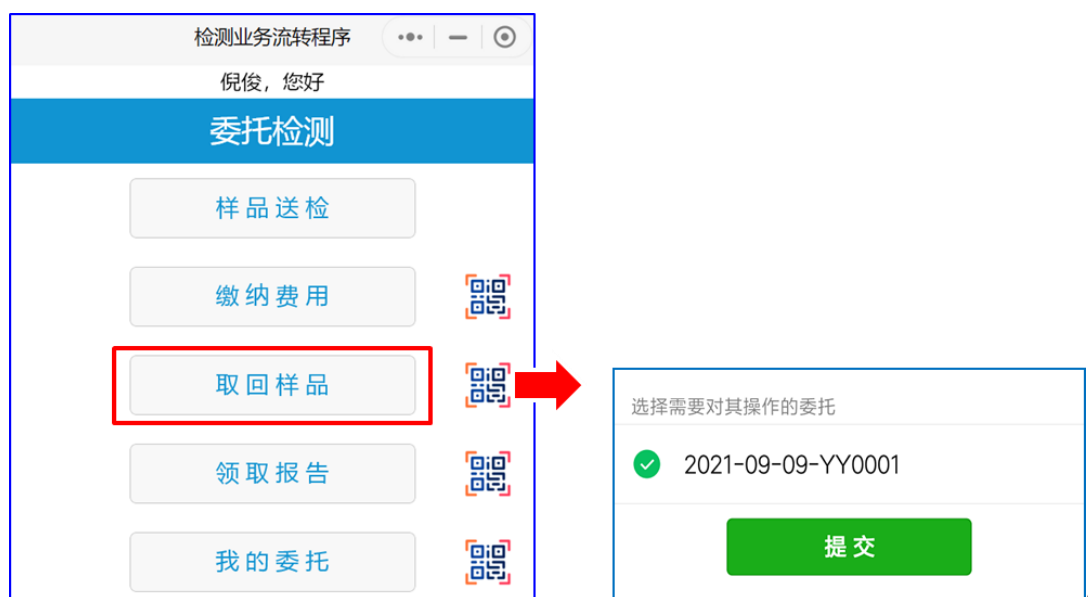 检测业务流转程序
倪俊，您好
委托检测
样品送检
缴纳费用
取回样品
领取报告
我的委托
选择需要对其操作的委托
2021-09-09-YY0001
提交